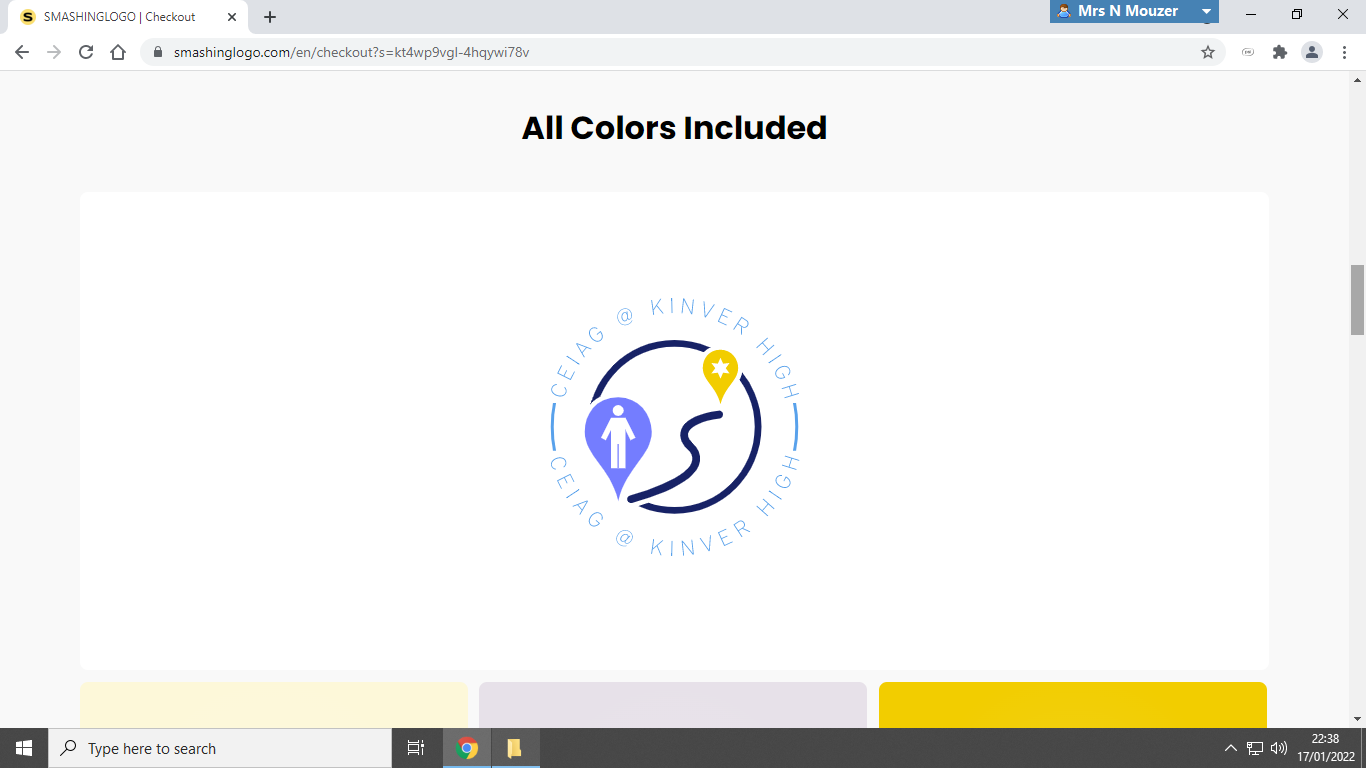 SMASHINGLOGO | Checkout
Mrs N Mouzer
smashinglogo.com/en/checkout?s=kt4wp9vgl-4hqywi78v
All Colors Included
CEIAG @ KINVER HIGH
CEIAG @ KINVER HIGH
Type here to search
22:38
17/01/2022